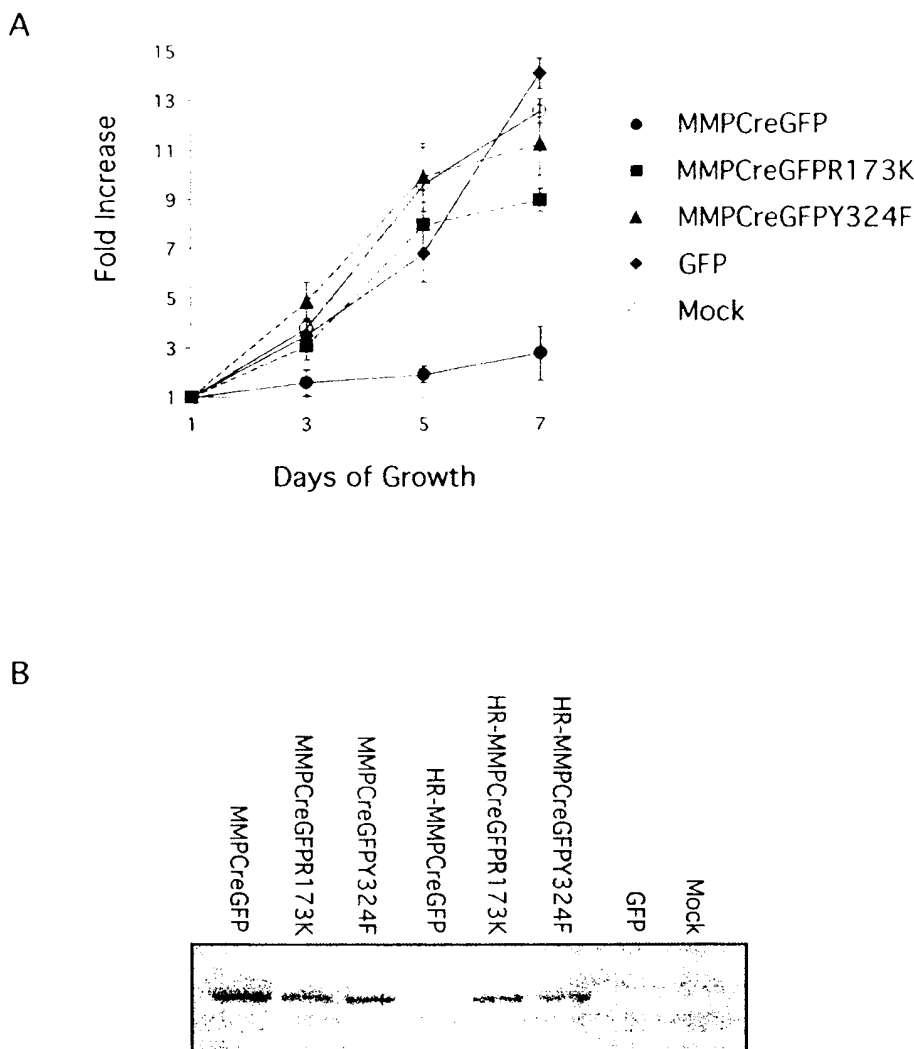 A
15
13
11
9
7
5
3
1
Fold Increase
1 3 5 7
Days of Growth
MMPCreGFP
MMPCreGFPR173K
MMPCreGFPY324F
GFP
Mock
B
MMPCreGFP
MMPCreGFPR173K
MMPCreGFPY324F
HR-MMPCreGFP
HR-MMPCreGFPR173K
HR-MMPCreGFPY324F
GFP
Mock